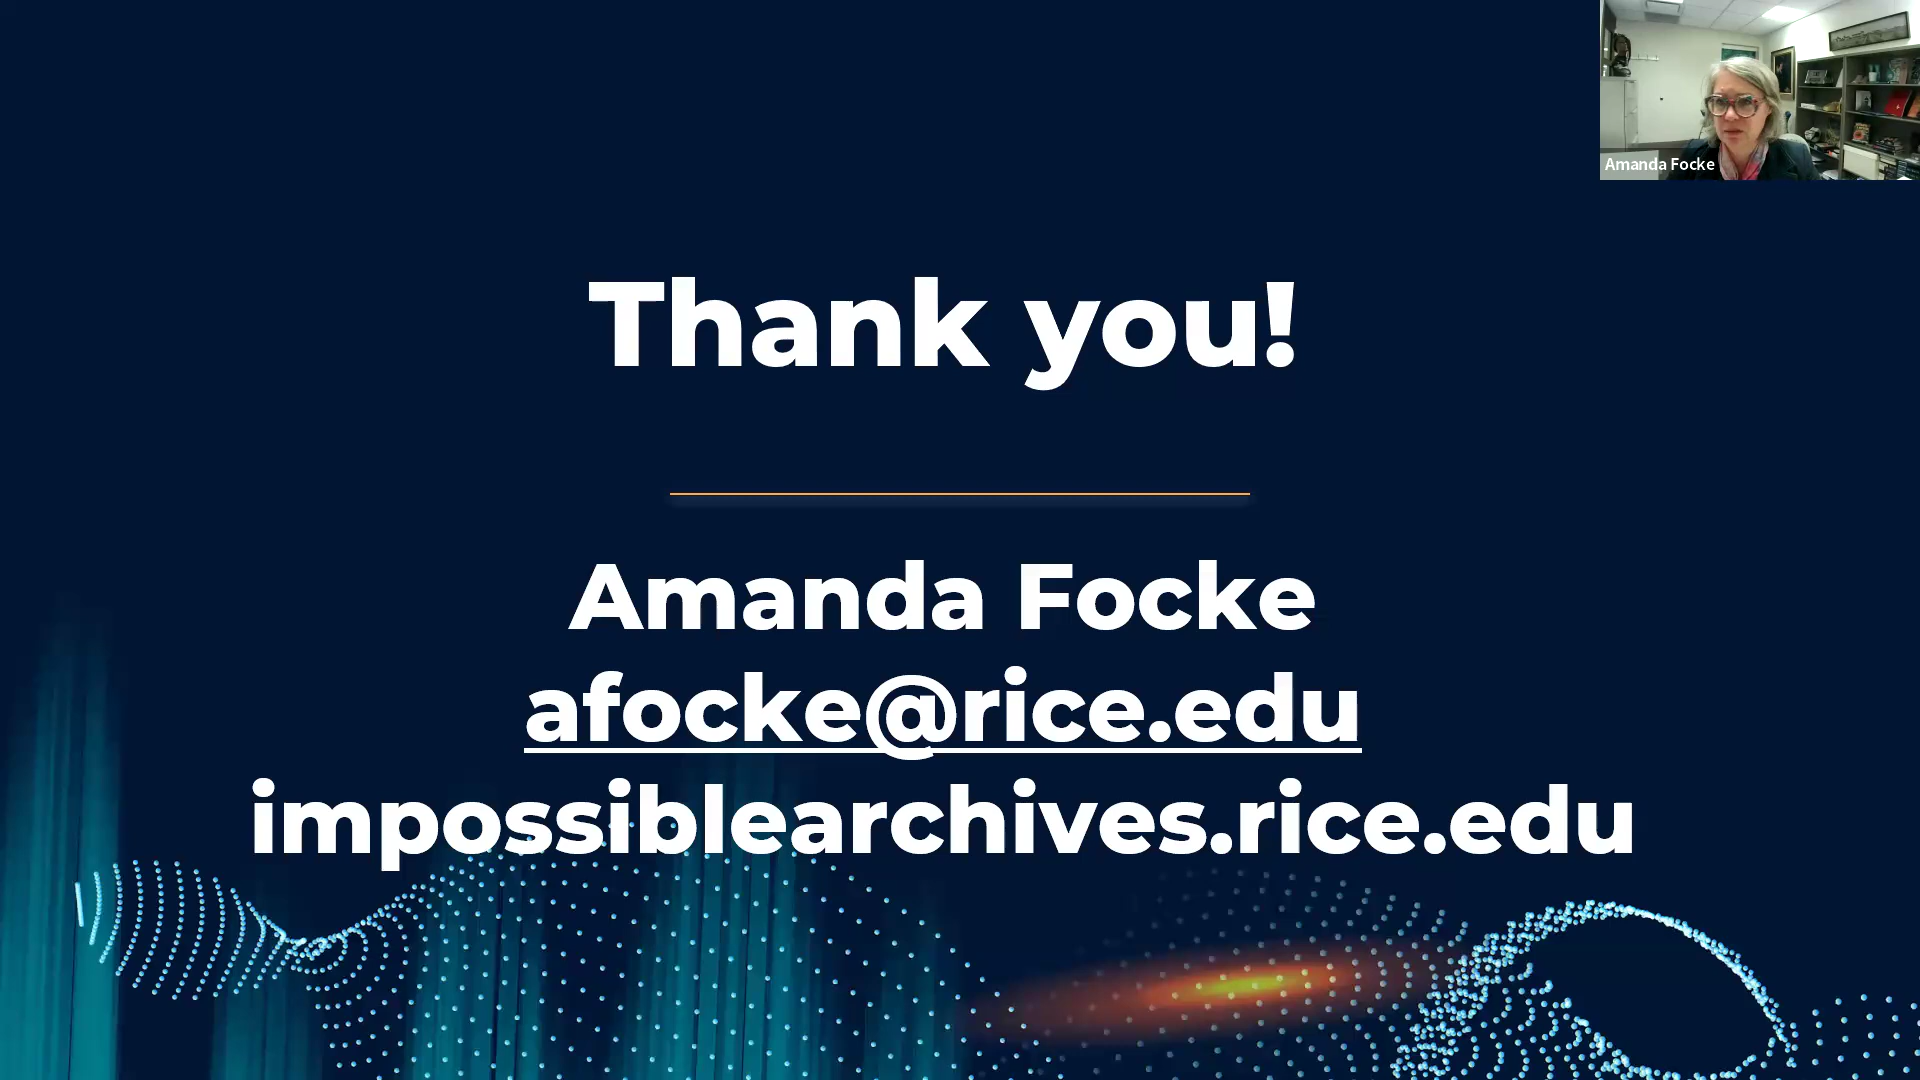 Amanda Focke
Thank you!
Amanda Focke
afocke@rice.edu
impossiblearchives.rice.edu